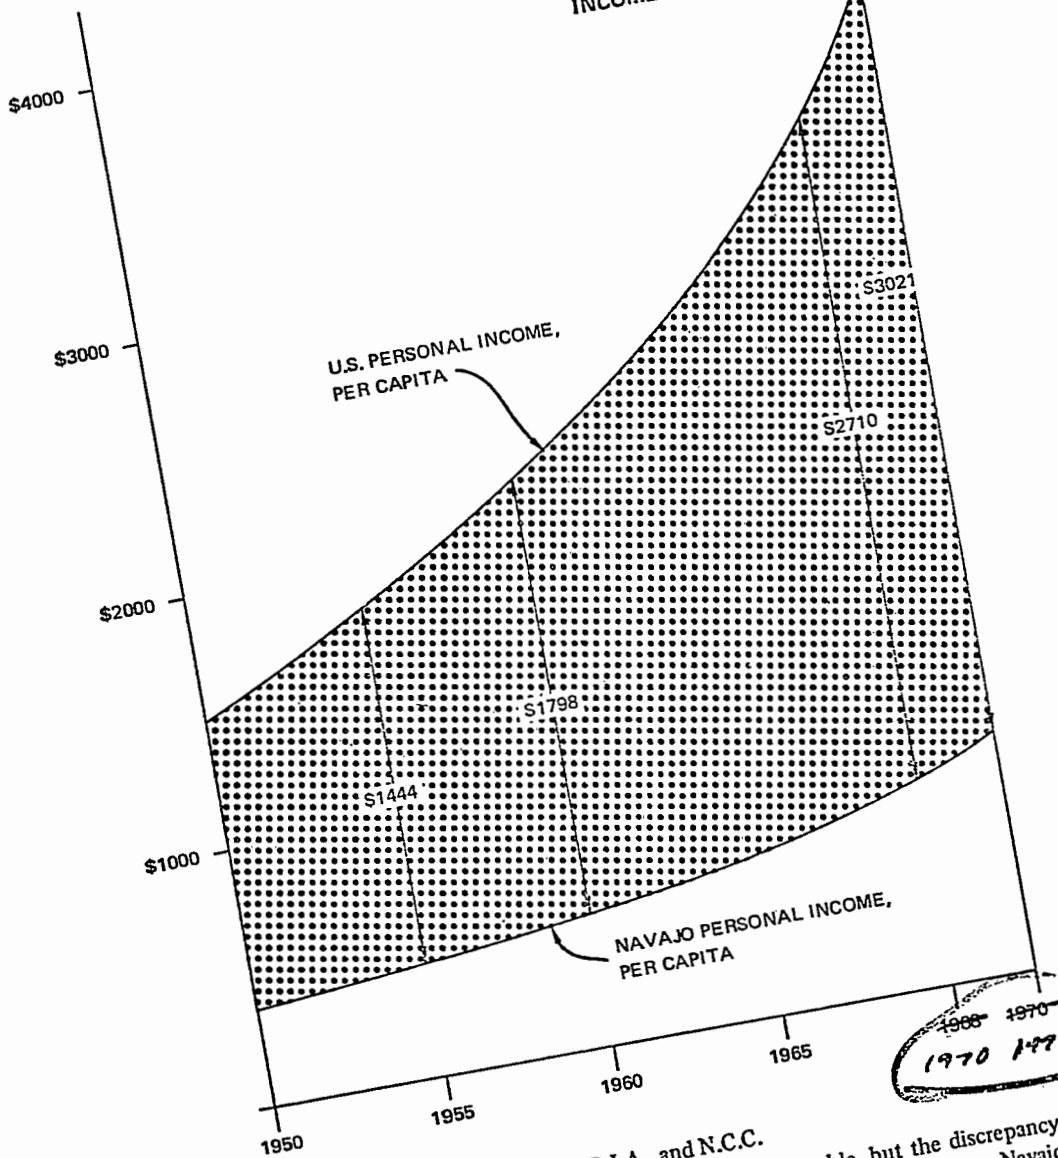 INCOME
$4000
$3000
$2000
$1000
U.S. PERSONAL INCOME,
PER CAPITA
$3021
$2710
$1798
$1444
NAVAJO PERSONAL INCOME,
PER CAPITA
1950
1955
1960
1965
1968 1970
1970
and N.C.C.
but the discrepancy